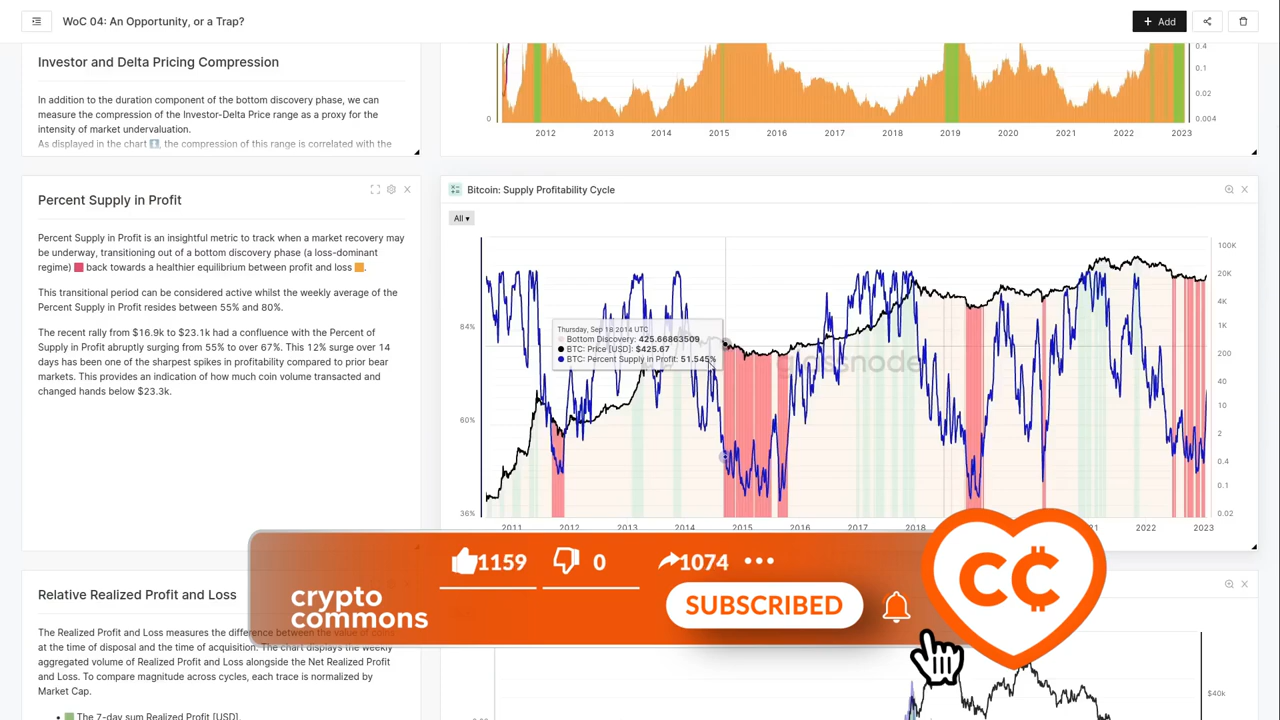 WoC 04: An Opportunity, or a Trap?
+ Add
Investor and Delta Pricing Compression
In addition to the duration component of the bottom discovery phase, we can
measure the compression of the Investor-Delta Price range as a proxy for the
intensity of market undervaluation.
As displayed in the chart, the compression of this range is correlated with the
0.4
0.1
0.02
0.004
0
2012 2013 2014 2015 2016 2017 2018 2019 2020 2021 2022 2023
Percent Supply in Profit
Percent Supply in Profit is an insightful metric to track when a market recovery may
be underway, transitioning out of a bottom discovery phase (a loss-dominant
regime) back towards a healthier equilibrium between profit and loss.
This transitional period can be considered active whilst the weekly average of the
Percent Supply in Profit resides between 55% and 80%.
The recent rally from $16.9k to $23.1k had a confluence with the Percent of
Supply in Profit abruptly surging from 55% to over 67%. This 12% surge over 14
days has been one of the sharpest spikes in profitability compared to prior bear
markets. This provides an indication of how much coin volume transacted and
changed hands below $23.3k.
Bitcoin: Supply Profitability Cycle
All ▾
100K
20K
4K
1K
200
40
10
2
0.4
0.1
0.02
84%
60%
36%
glassnode
Thursday, Sep 18 2014 UTC
Bottom Discovery: 425.66863509
BTC: Price [USD]: $425.67
BTC: Percent Supply in Profit: 51.545%
2011 2012 2013 2014 2015 2016 2017 2018 21 2022 2023
crypto
commons
1159 0 1074
SUBSCRIBED
CC
Relative Realized Profit and Loss
The Realized Profit and Loss measures the difference between the value of coins
at the time of disposal and the time of acquisition. The chart displays the weekly
aggregated volume of Realized Profit and Loss alongside the Net Realized Profit
and Loss. To compare magnitude across cycles, each trace is normalized by
Market Cap.
• The 7-day sum Realized Profit [USD].
$40k